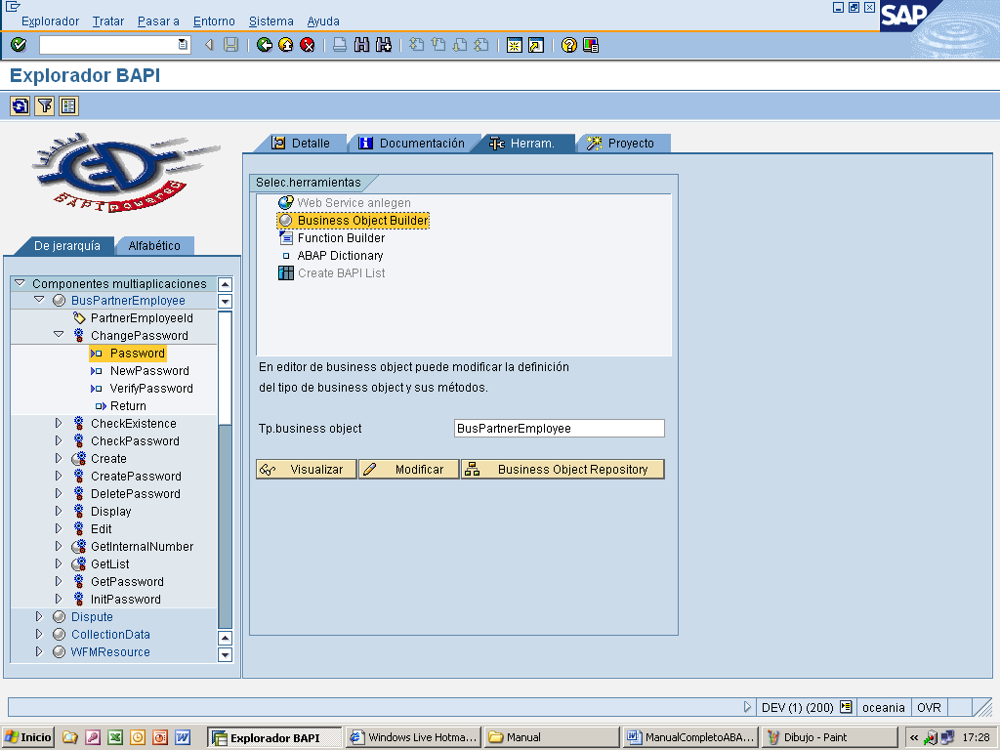 Explorador Tratar Pasar a Entorno Sistema Ayuda
SAP
Explorador BAPI
BAPI powered
Detalle Documentación Herram. Proyecto
De jerarquía Alfabético
Selec.herramientas
Web Service anlegen
Business Object Builder
Function Builder
ABAP Dictionary
Create BAPI List
En editor de business object puede modificar la definición
del tipo de business object y sus métodos.
Tp.business object BusPartnerEmployee
Visualizar Modificar Business Object Repository
Componentes multiaplicaciones
BusPartnerEmployee
PartnerEmployeeId
ChangePassword
Password
NewPassword
VerifyPassword
Return
CheckExistence
CheckPassword
Create
CreatePassword
DeletePassword
Display
Edit
GetInternalNumber
GetList
GetPassword
InitPassword
Dispute
CollectionData
WFMResource
DEV (1) (200) oceania OVR
Inicio Explorador BAPI Windows Live Hotma... Manual ManualCompletoABA... Dibujo - Paint « 17:28